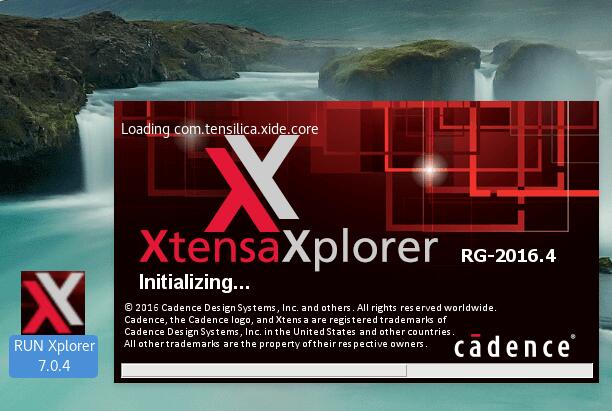 Loading com.tensilica.xide.core
XtensaXplorer
RG-2016.4
Initializing...
© 2016 Cadence Design Systems, Inc. and others. All rights reserved worldwide.
Cadence, the Cadence logo, and Xtensa are registered trademarks of
Cadence Design Systems, Inc. in the United States and other countries.
All other trademarks are the property of their respective owners.
cādence®
RUN Xplorer
7.0.4